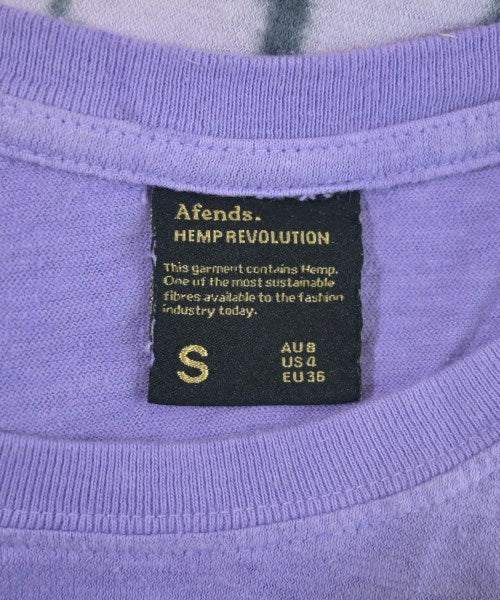 Afends.
HEMP REVOLUTION
This garment contains Hemp.
One of the most sustainable
fibres available to the fashion
industry today.
S
AU 8
US 4
EU 36